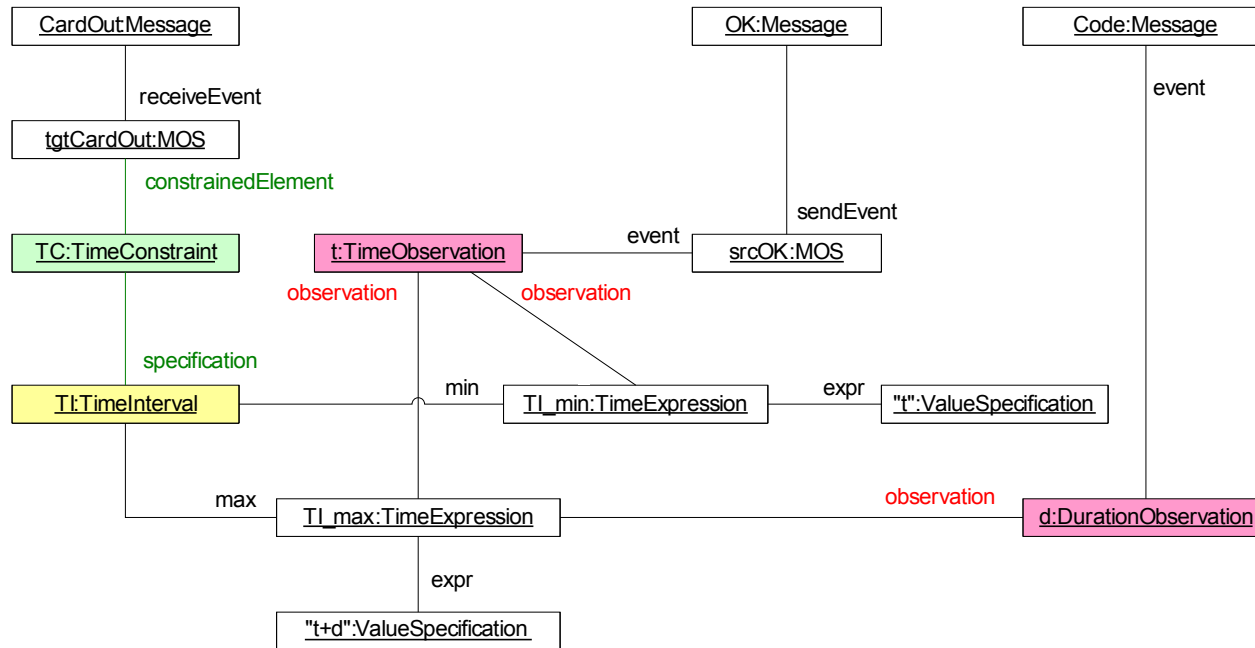 CardOut:Message
OK:Message
Code:Message
receiveEvent
event
tgtCardOut:MOS
constrainedElement
sendEvent
TC:TimeConstraint
t:TimeObservation
event
srcOK:MOS
observation
observation
specification
min
expr
TI:TimeInterval
TI_min:TimeExpression
"t":ValueSpecification
max
observation
TI_max:TimeExpression
d:DurationObservation
expr
"t+d":ValueSpecification